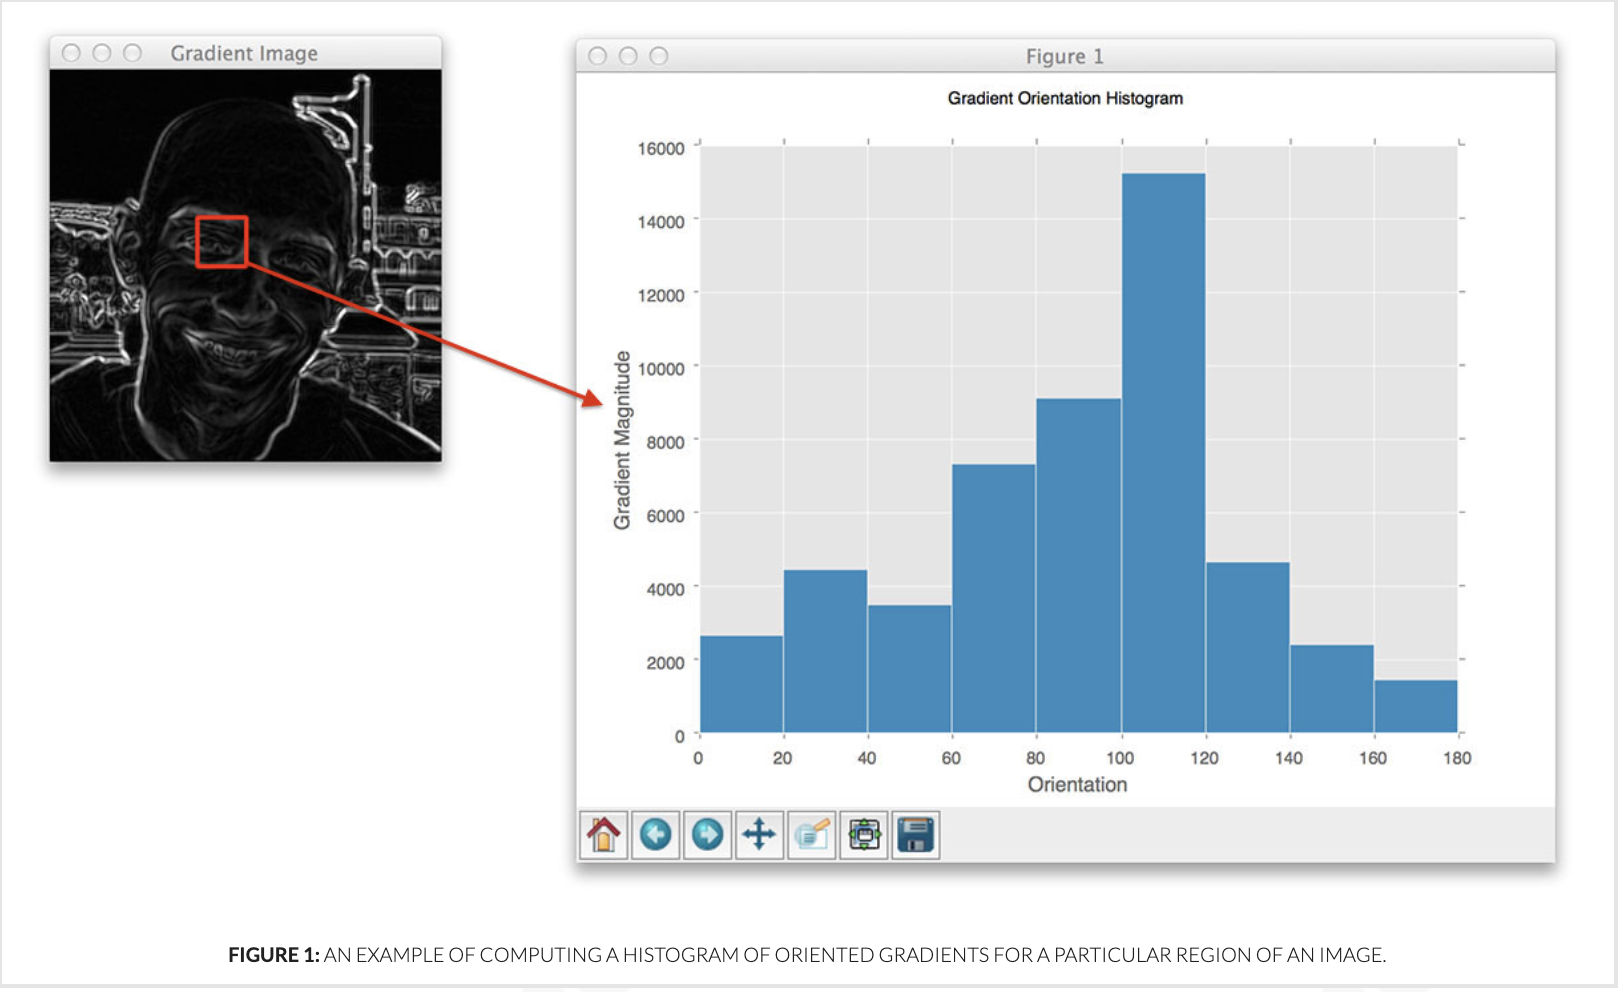 Gradient Image
Figure 1
Gradient Orientation Histogram
16000
14000
12000
10000
8000
6000
4000
2000
0
Gradient Magnitude
0 20 40 60 80 100 120 140 160 180
Orientation
FIGURE 1: AN EXAMPLE OF COMPUTING A HISTOGRAM OF ORIENTED GRADIENTS FOR A PARTICULAR REGION OF AN IMAGE.